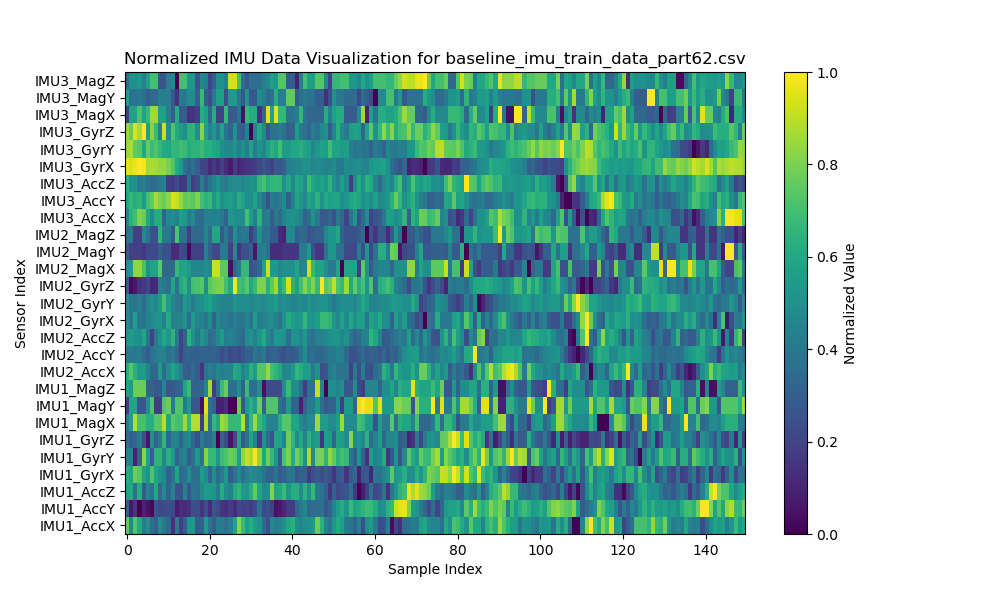 Normalized IMU Data Visualization for baseline_imu_train_data_part62.csv
IMU3_MagZ
IMU3_MagY
IMU3_MagX
IMU3_GyrZ
IMU3_GyrY
IMU3_GyrX
IMU3_AccZ
IMU3_AccY
IMU3_AccX
IMU2_MagZ
IMU2_MagY
IMU2_MagX
IMU2_GyrZ
IMU2_GyrY
IMU2_GyrX
IMU2_AccZ
IMU2_AccY
IMU2_AccX
IMU1_MagZ
IMU1_MagY
IMU1_MagX
IMU1_GyrZ
IMU1_GyrY
IMU1_GyrX
IMU1_AccZ
IMU1_AccY
IMU1_AccX
Sensor Index
0 20 40 60 80 100 120 140
Sample Index
1.0
0.8
0.6
0.4
0.2
0.0
Normalized Value